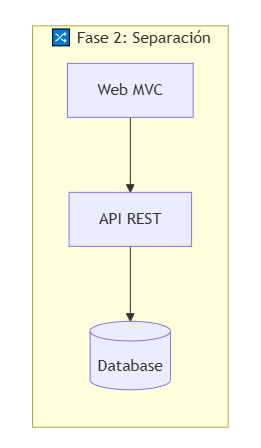 🔀 Fase 2: Separación
Web MVC
API REST
Database